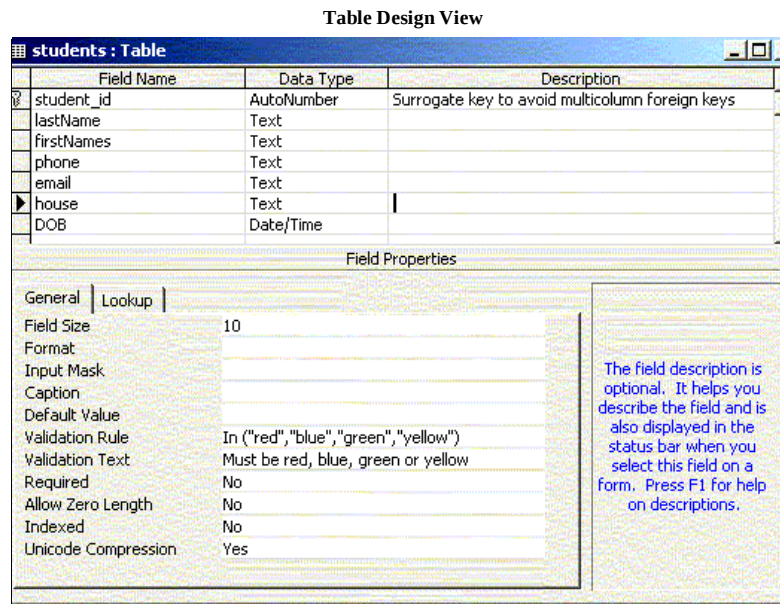 Table Design View
students : Table
Field Name Data Type Description
student_id AutoNumber Surrogate key to avoid multicolumn foreign keys
lastName Text
firstNames Text
phone Text
email Text
house Text
DOB Date/Time
Field Properties
General Lookup
Field Size 10
Format
Input Mask
Caption
Default Value
Validation Rule In ("red","blue","green","yellow")
Validation Text Must be red, blue, green or yellow
Required No
Allow Zero Length No
Indexed No
Unicode Compression Yes
The field description is
optional. It helps you
describe the field and is
also displayed in the
status bar when you
select this field on a
form. Press F1 for help
on descriptions.